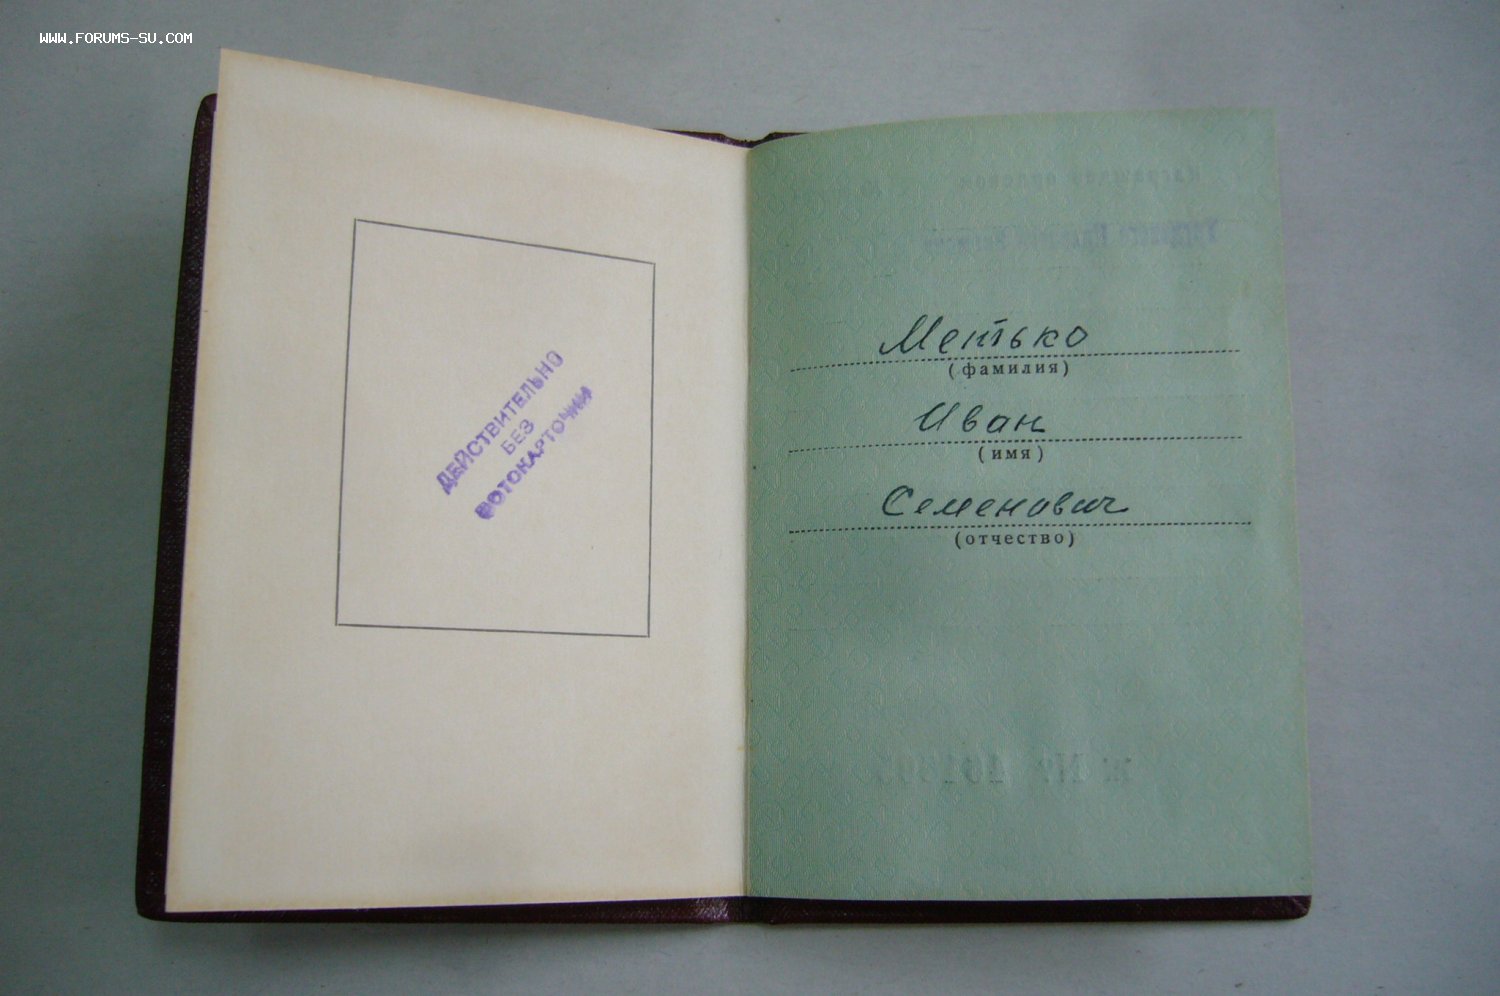 www.forums-su.com
ДЕЙСТВИТЕЛЬНО
БЕЗ
ФОТОКАРТОЧКИ
Метько
(фамилия)
Иван
(имя)
Семенович
(отчество)